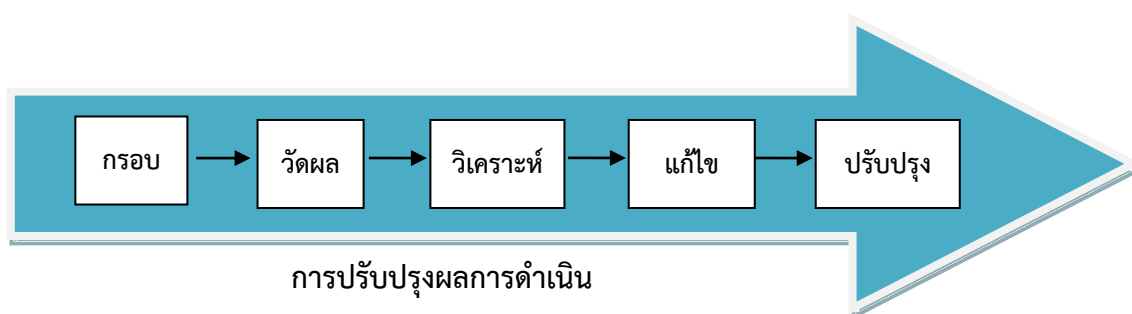 กรอบ
วัดผล
วิเคราะห์
แก้ไข
ปรับปรุง
การปรับปรุงผลการดำเนิน